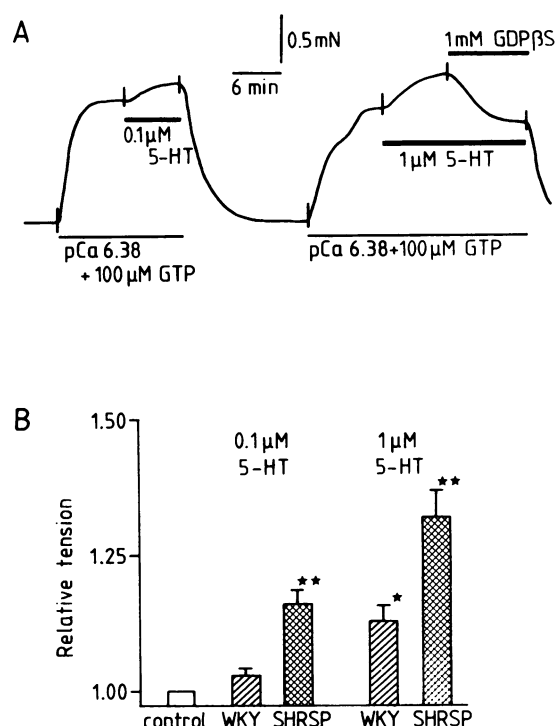 A
0.5mN
6 min
1mM GDPβS
0.1µM
5-HT
1µM 5-HT
pCa 6.38
+ 100µM GTP
pCa 6.38+100µM GTP
B
Relative tension
1.50
1.25
1.00
0.1µM
5-HT
1µM
5-HT
★★
★
★★
control WKY SHRSP WKY SHRSP